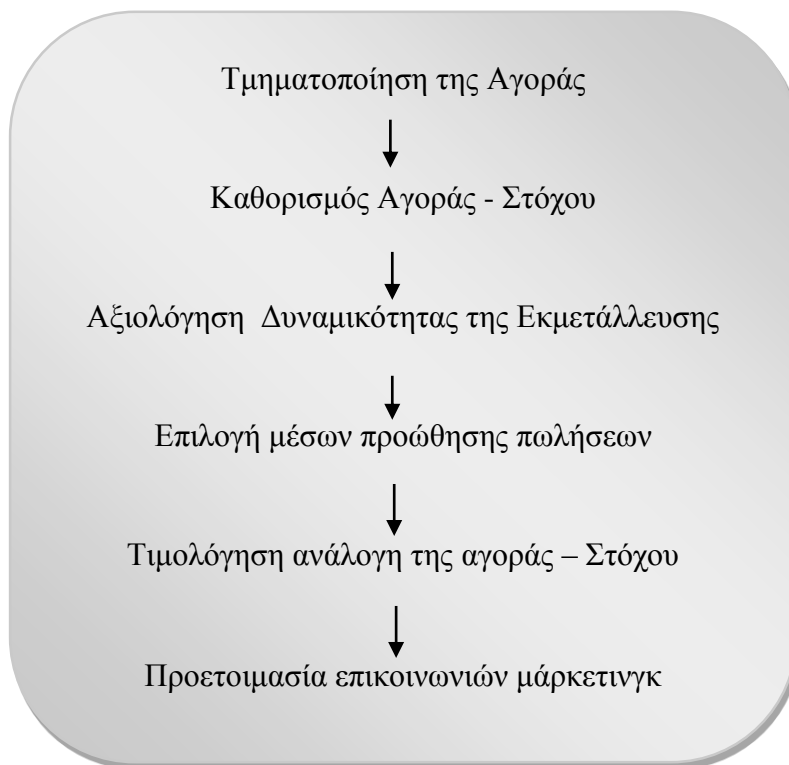 Τμηματοποίηση της Αγοράς
Καθορισμός Αγοράς - Στόχου
Αξιολόγηση Δυναμικότητας της Εκμετάλλευσης
Επιλογή μέσων προώθησης πωλήσεων
Τιμολόγηση ανάλογη της αγοράς – Στόχου
Προετοιμασία επικοινωνιών μάρκετινγκ